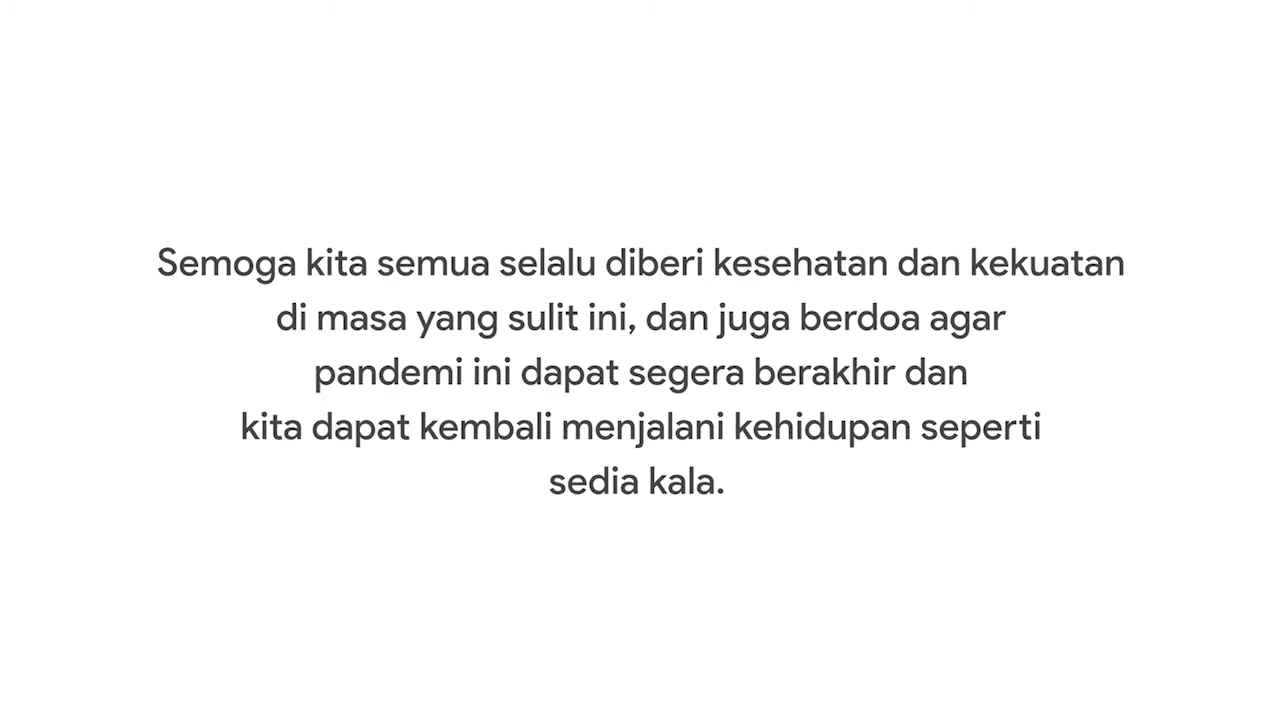 Semoga kita semua selalu diberi kesehatan dan kekuatan
di masa yang sulit ini, dan juga berdoa agar
pandemi ini dapat segera berakhir dan
kita dapat kembali menjalani kehidupan seperti
sedia kala.